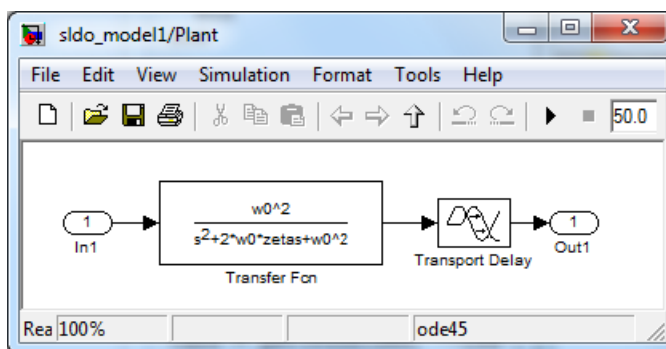 sldo_model1/Plant
File Edit View Simulation Format Tools Help
50.0
w0^2
s²+2*w0*zetas+w0^2
1
In1
Transfer Fcn
Transport Delay
1
Out1
Rea 100% ode45